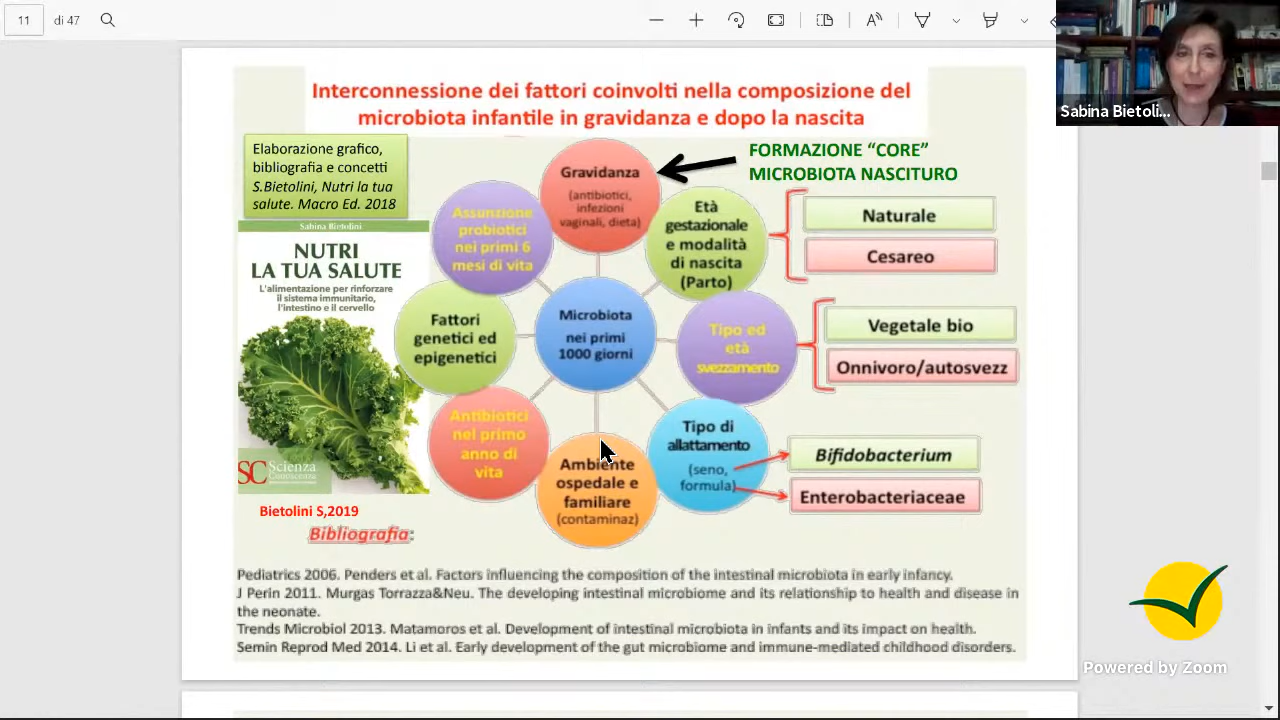 11
di 47
Sabina Bietoli...
Interconnessione dei fattori coinvolti nella composizione del
microbiota infantile in gravidanza e dopo la nascita
Elaborazione grafico,
bibliografia e concetti
S.Bietolini, Nutri la tua
salute. Macro Ed. 2018
Sabina Bietolini
NUTRI
LA TUA SALUTE
L'alimentazione per rinforzare
il sistema immunitario,
l'intestino e il cervello
SC Scienza
Conoscenza
Bietolini S,2019
Bibliografia:
Gravidanza
(antibiotici,
infezioni
vaginali, dieta)
FORMAZIONE “CORE”
MICROBIOTA NASCITURO
Età
gestazionale
e modalità
di nascita
(Parto)
Naturale
Cesareo
Tipo ed
età
svezzamento
Vegetale bio
Onnivoro/autosvezz
Tipo di
allattamento
(seno,
formula)
Bifidobacterium
Enterobacteriaceae
Ambiente
ospedale e
familiare
(contaminaz)
Antibiotici
nel primo
anno di
vita
Fattori
genetici ed
epigenetici
Assunzione
probiotici
nei primi 6
mesi di vita
Microbiota
nei primi
1000 giorni
Pediatrics 2006. Penders et al. Factors influencing the composition of the intestinal microbiota in early infancy.
J Perin 2011. Murgas Torrazza&Neu. The developing intestinal microbiome and its relationship to health and disease in
the neonate.
Trends Microbiol 2013. Matamoros et al. Development of intestinal microbiota in infants and its impact on health.
Semin Reprod Med 2014. Li et al. Early development of the gut microbiome and immune-mediated childhood disorders.
Powered by Zoom